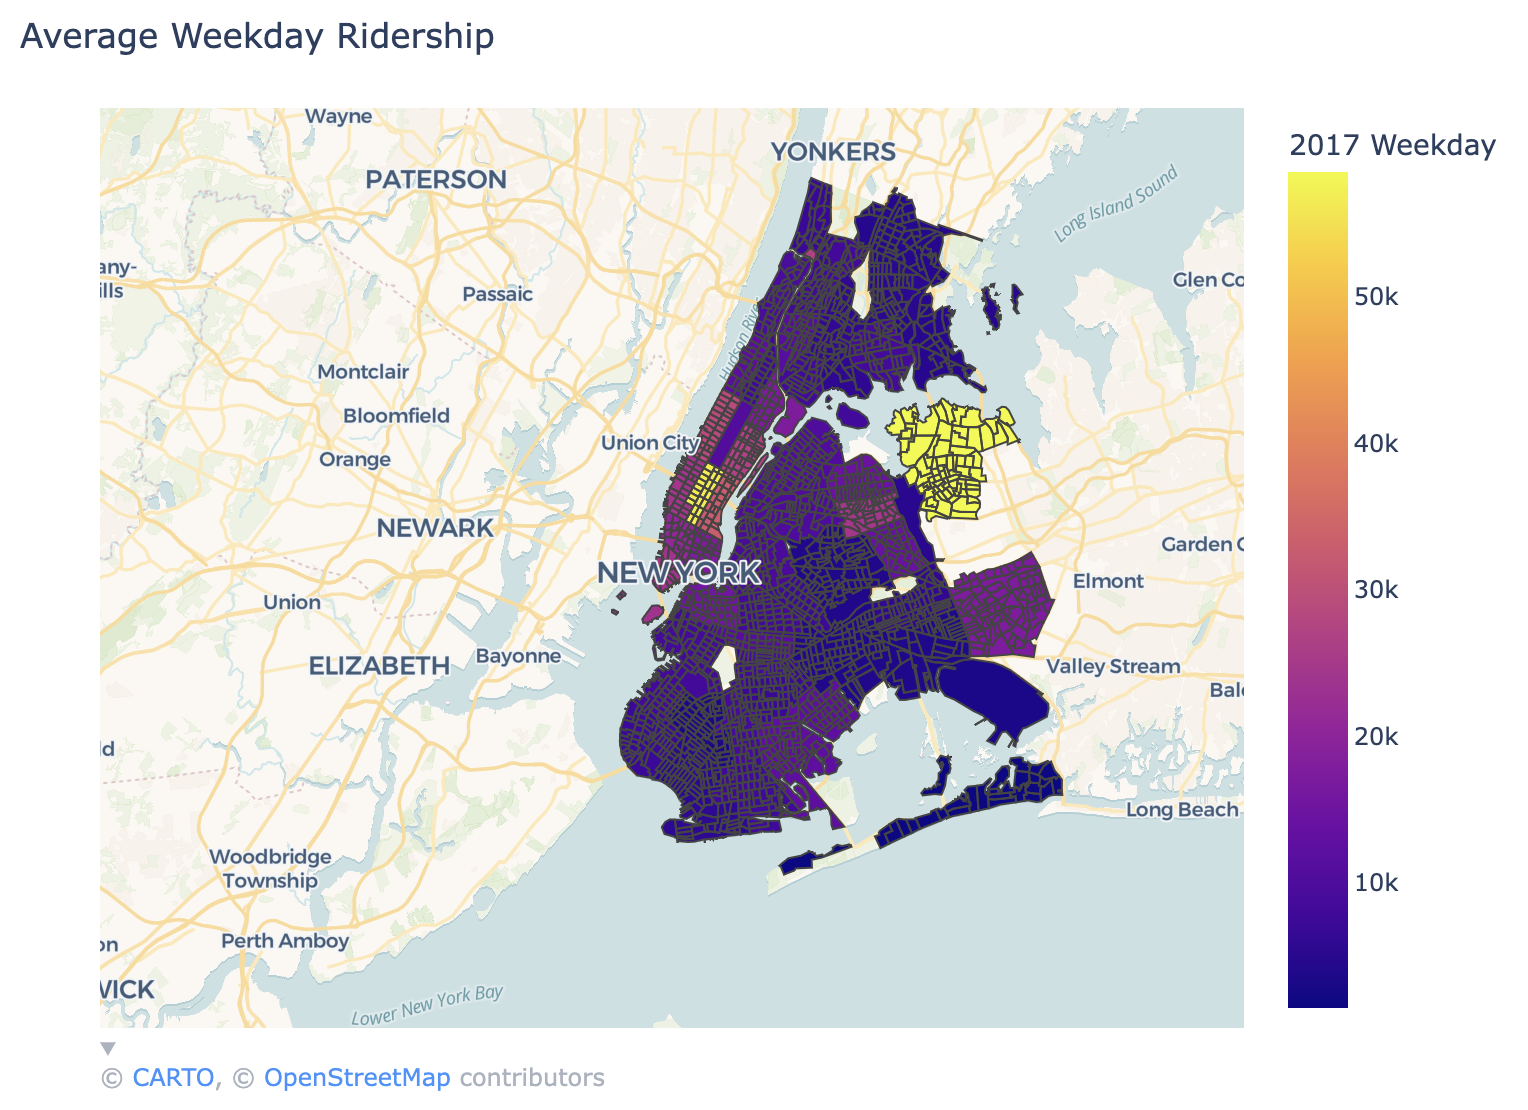 Average Weekday Ridership
Wayne
YONKERS
PATERSON
Long Island Sound
any-
ills
Passaic
Glen Co
Hudson River
Montclair
Bloomfield
Union City
Orange
NEWARK
Garden C
NEW YORK
Elmont
Union
Bayonne
ELIZABETH
Valley Stream
Bal
ld
Long Beach
Woodbridge
Township
on
Perth Amboy
WICK
Lower New York Bay
2017 Weekday
50k
40k
30k
20k
10k
© CARTO, © OpenStreetMap contributors